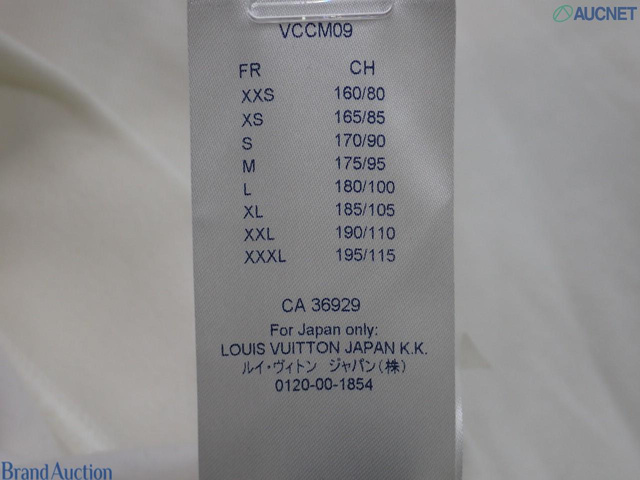 AUCNET
VCCM09
FR CH
XXS 160/80
XS 165/85
S 170/90
M 175/95
L 180/100
XL 185/105
XXL 190/110
XXXL 195/115
CA 36929
For Japan only:
LOUIS VUITTON JAPAN K.K.
ルイ・ヴィトン ジャパン(株)
0120-00-1854
Brand Auction